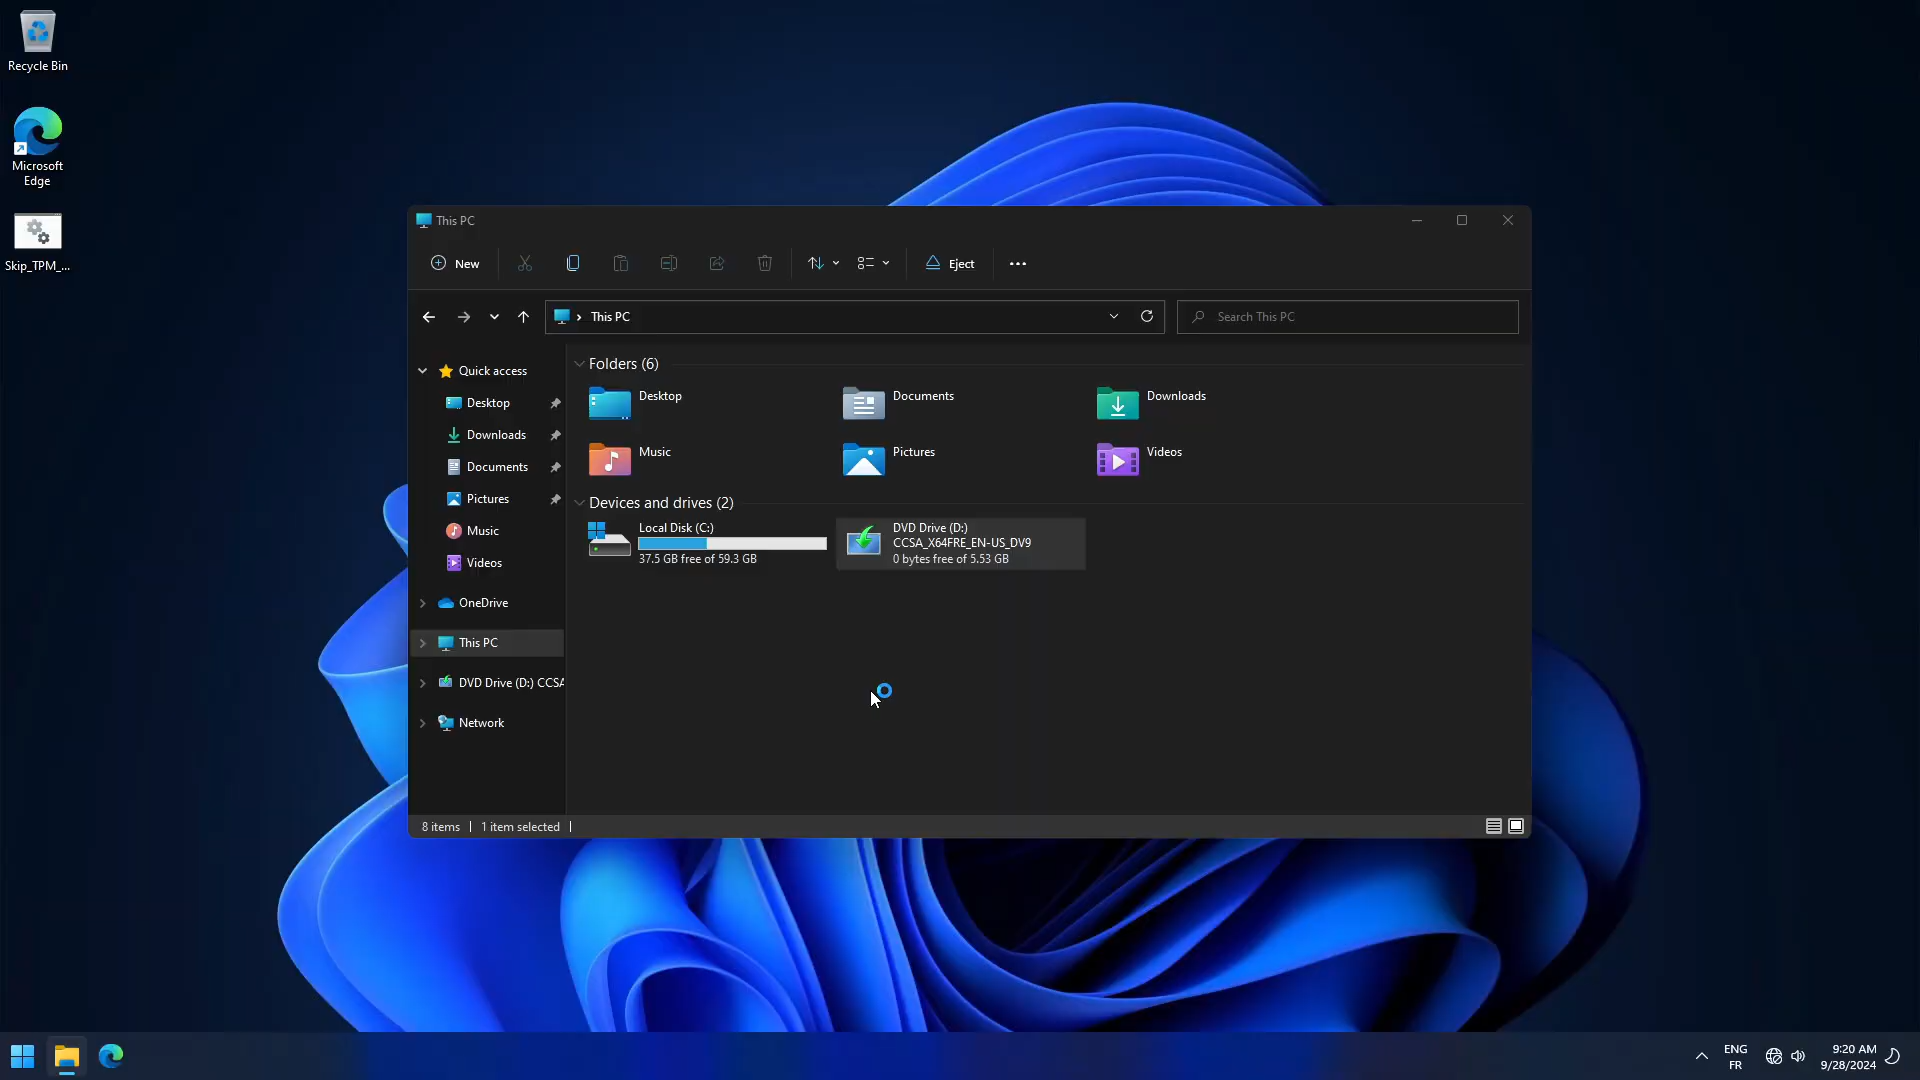 Recycle Bin
Microsoft
Edge
Skip_TPM_...
This PC
New
Eject
This PC
Search This PC
Quick access
Desktop
Downloads
Documents
Pictures
Music
Videos
OneDrive
This PC
DVD Drive (D:) CCSA
Network
Folders (6)
Desktop
Documents
Downloads
Music
Pictures
Videos
Devices and drives (2)
Local Disk (C:)
37.5 GB free of 59.3 GB
DVD Drive (D:)
CCSA_X64FRE_EN-US_DV9
0 bytes free of 5.53 GB
8 items
1 item selected
ENG
FR
9:20 AM
9/28/2024